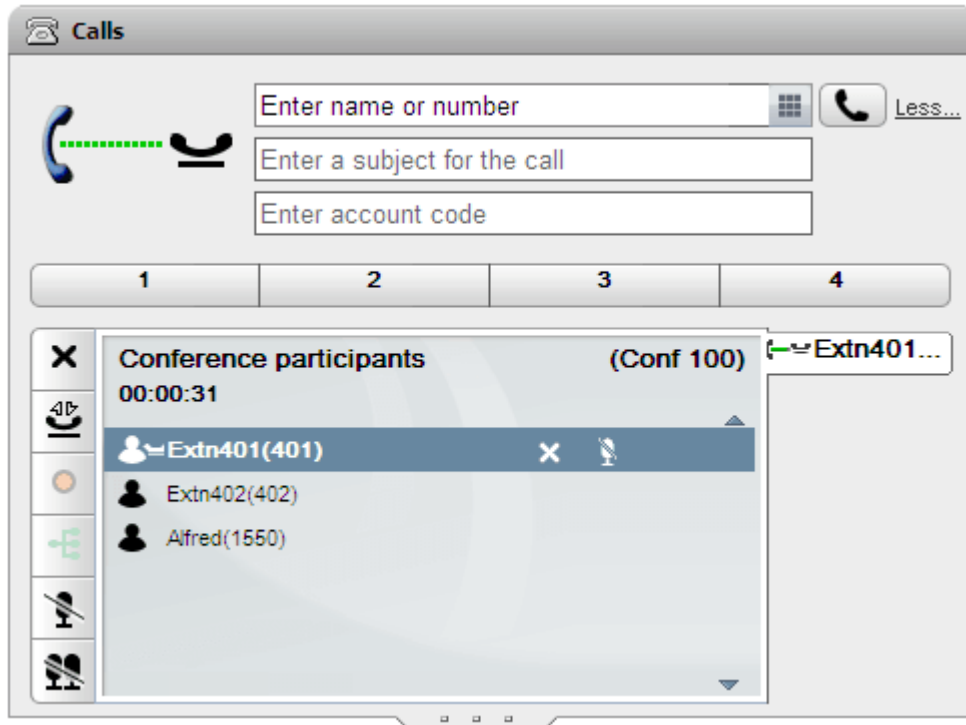 Calls
Enter name or number
Less...
Enter a subject for the call
Enter account code
1 2 3 4
Conference participants (Conf 100)
Extn401...
00:00:31
Extn401(401)
Extn402(402)
Alfred(1550)